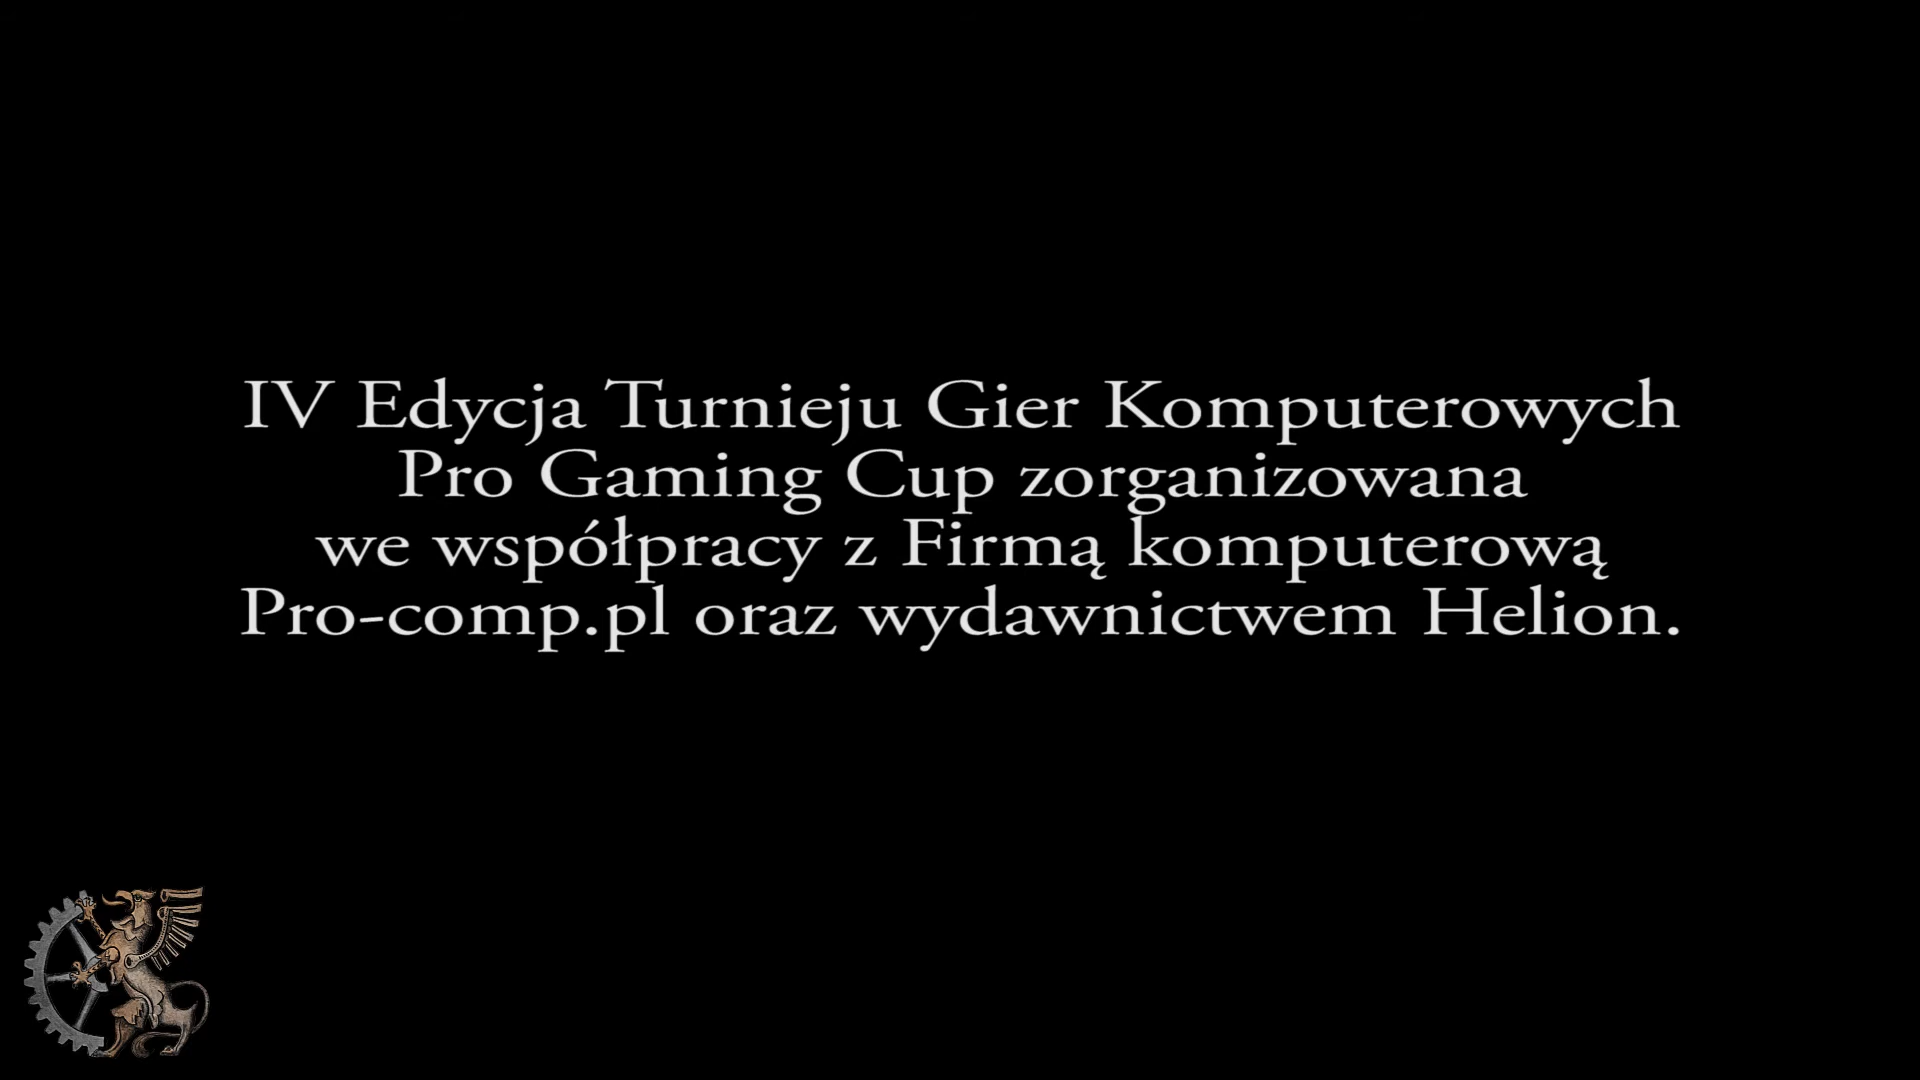 IV Edycja Turnieju Gier Komputerowych
Pro Gaming Cup zorganizowana
we współpracy z Firmą komputerową
Pro-comp.pl oraz wydawnictwem Helion.